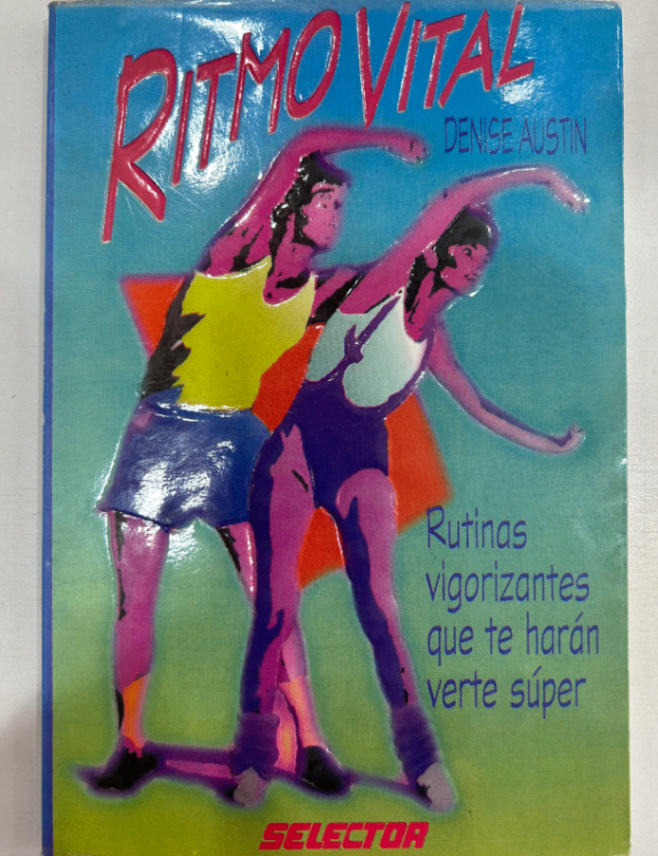 RITMO VITAL
DENISE AUSTIN
Rutinas
vigorizantes
que te harán
verte súper
SELECTOR